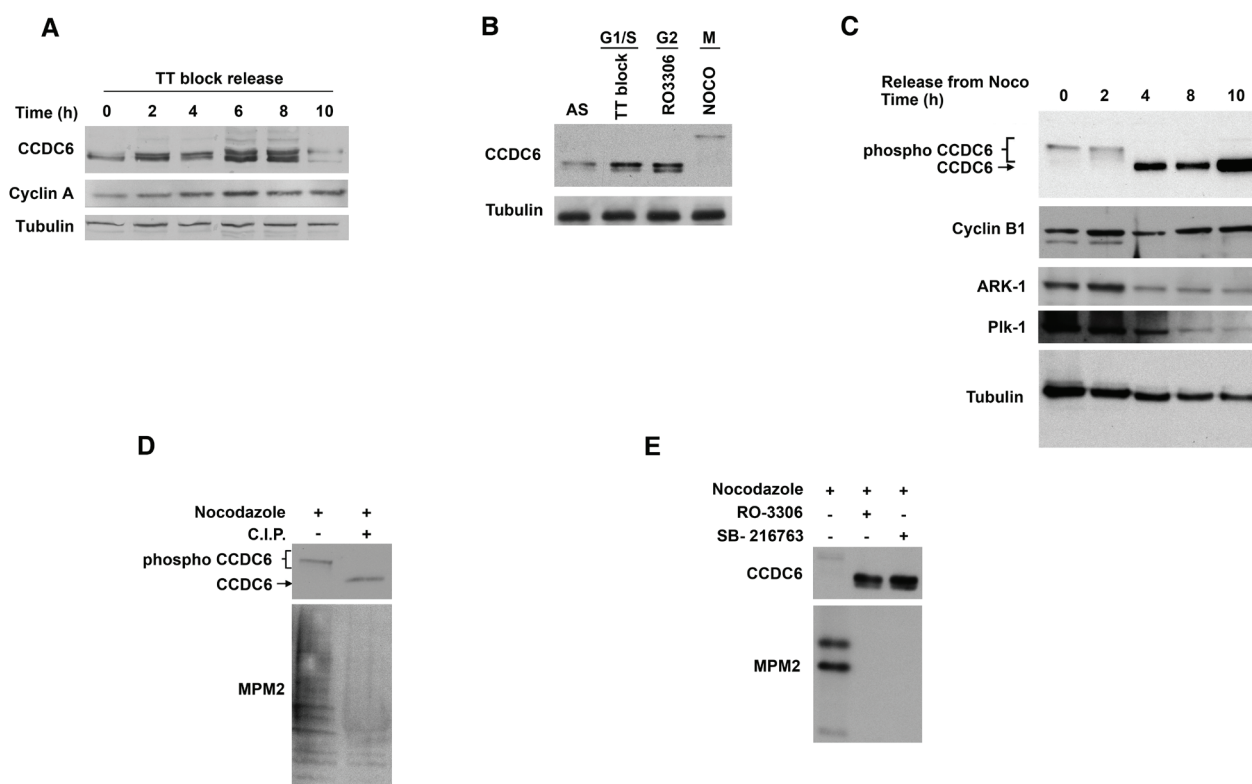 A
TT block release
Time (h) 0 2 4 6 8 10
CCDC6
Cyclin A
Tubulin
B
G1/S G2 M
AS TT block RO3306 NOCO
CCDC6
Tubulin
C
Release from Noco
Time (h) 0 2 4 8 10
phospho CCDC6
CCDC6
Cyclin B1
ARK-1
Plk-1
Tubulin
D
Nocodazole + +
C.I.P. - +
phospho CCDC6
CCDC6
MPM2
E
Nocodazole + + +
RO-3306 - + -
SB- 216763 - - +
CCDC6
MPM2